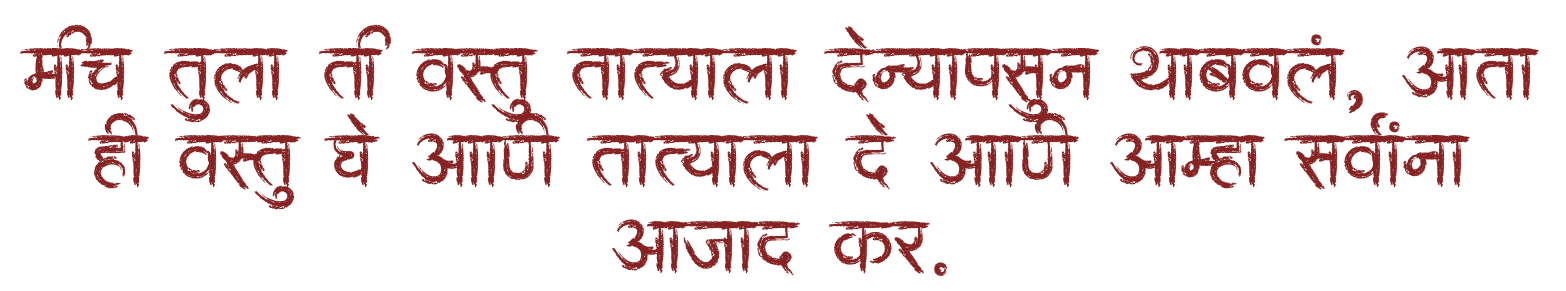 मीच तुला ती वस्तु तात्याला देन्यापसुन थाबवलं, आता
ही वस्तु घे आणी तात्याला दे आणी आम्हा सर्वांना
आजाद कर.